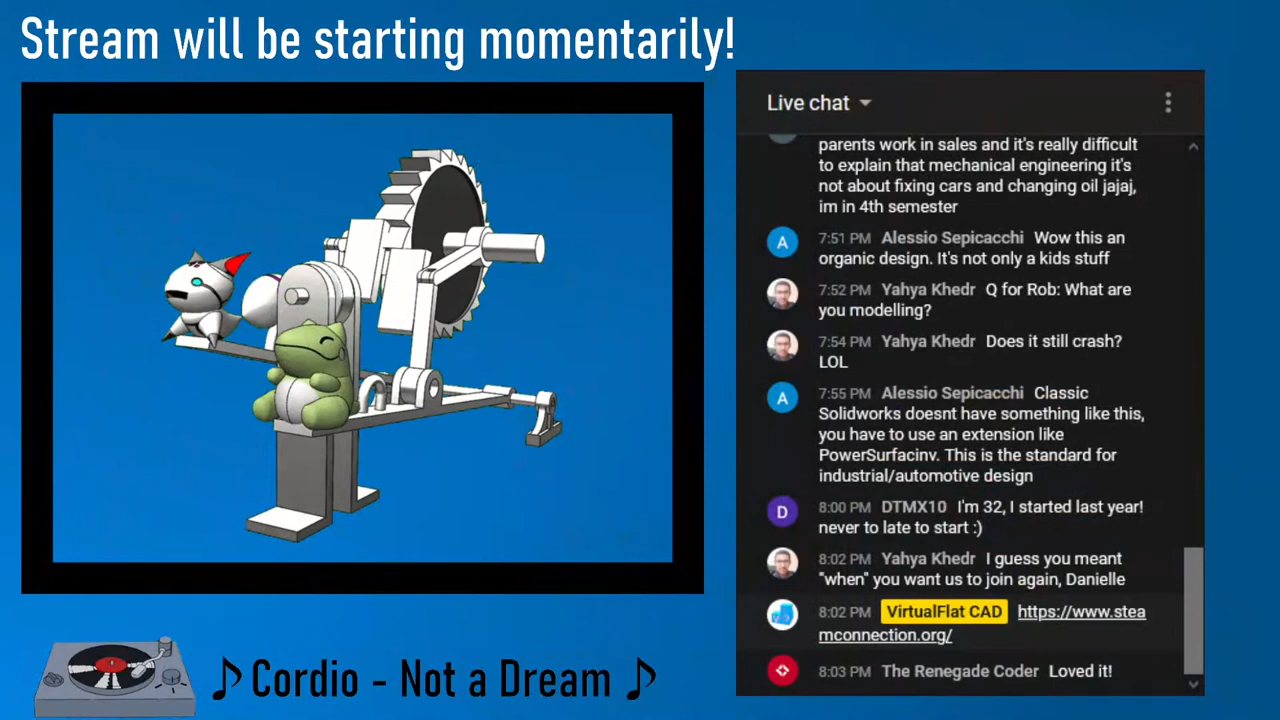 Stream will be starting momentarily!
Live chat
parents work in sales and it's really difficult
to explain that mechanical engineering it's
not about fixing cars and changing oil jajaj,
im in 4th semester
A
7:51 PM Alessio Sepicacchi Wow this an
organic design. It's not only a kids stuff
7:52 PM Yahya Khedr Q for Rob: What are
you modelling?
7:54 PM Yahya Khedr Does it still crash?
LOL
A
7:55 PM Alessio Sepicacchi Classic
Solidworks doesnt have something like this,
you have to use an extension like
PowerSurfacinv. This is the standard for
industrial/automotive design
D
8:00 PM DTMX10 I'm 32, I started last year!
never to late to start :)
8:02 PM Yahya Khedr I guess you meant
"when" you want us to join again, Danielle
8:02 PM VirtualFlat CAD https://www.stea
mconnection.org/
8:03 PM The Renegade Coder Loved it!
♪ Cordio - Not a Dream ♪